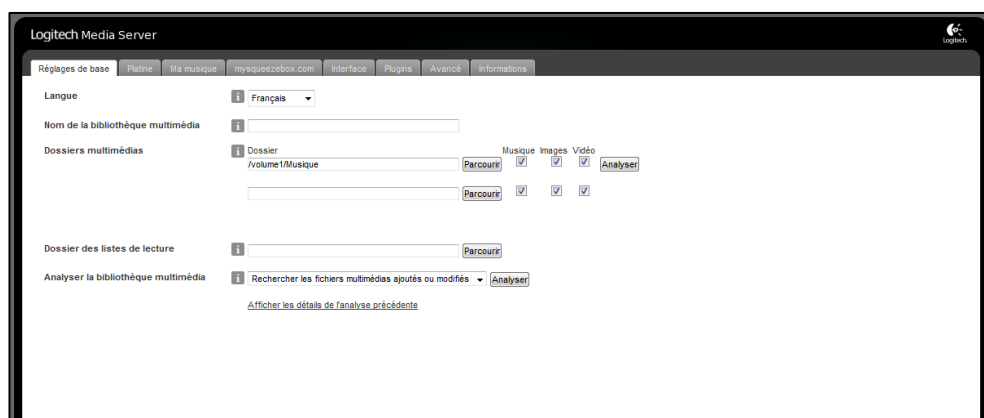 Logitech Media Server
Logitech
Réglages de base Platine Ma musique mysqueezebox.com Interface Plugins Avancé Informations
Langue i Français
Nom de la bibliothèque multimédia i
Dossiers multimédias i Dossier Musique Images Vidéo
/volume1/Musique Parcourir Analyser
Parcourir
Dossier des listes de lecture i Parcourir
Analyser la bibliothèque multimédia i Rechercher les fichiers multimédias ajoutés ou modifiés Analyser
Afficher les détails de l'analyse précédente